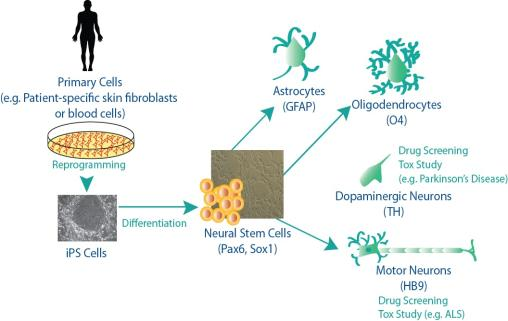 Primary Cells
(e.g. Patient-specific skin fibroblasts
or blood cells)
Reprogramming
iPS Cells
Differentiation
Neural Stem Cells
(Pax6, Sox1)
Astrocytes
(GFAP)
Oligodendrocytes
(O4)
Drug Screening
Tox Study
(e.g. Parkinson's Disease)
Dopaminergic Neurons
(TH)
Motor Neurons
(HB9)
Drug Screening
Tox Study (e.g. ALS)